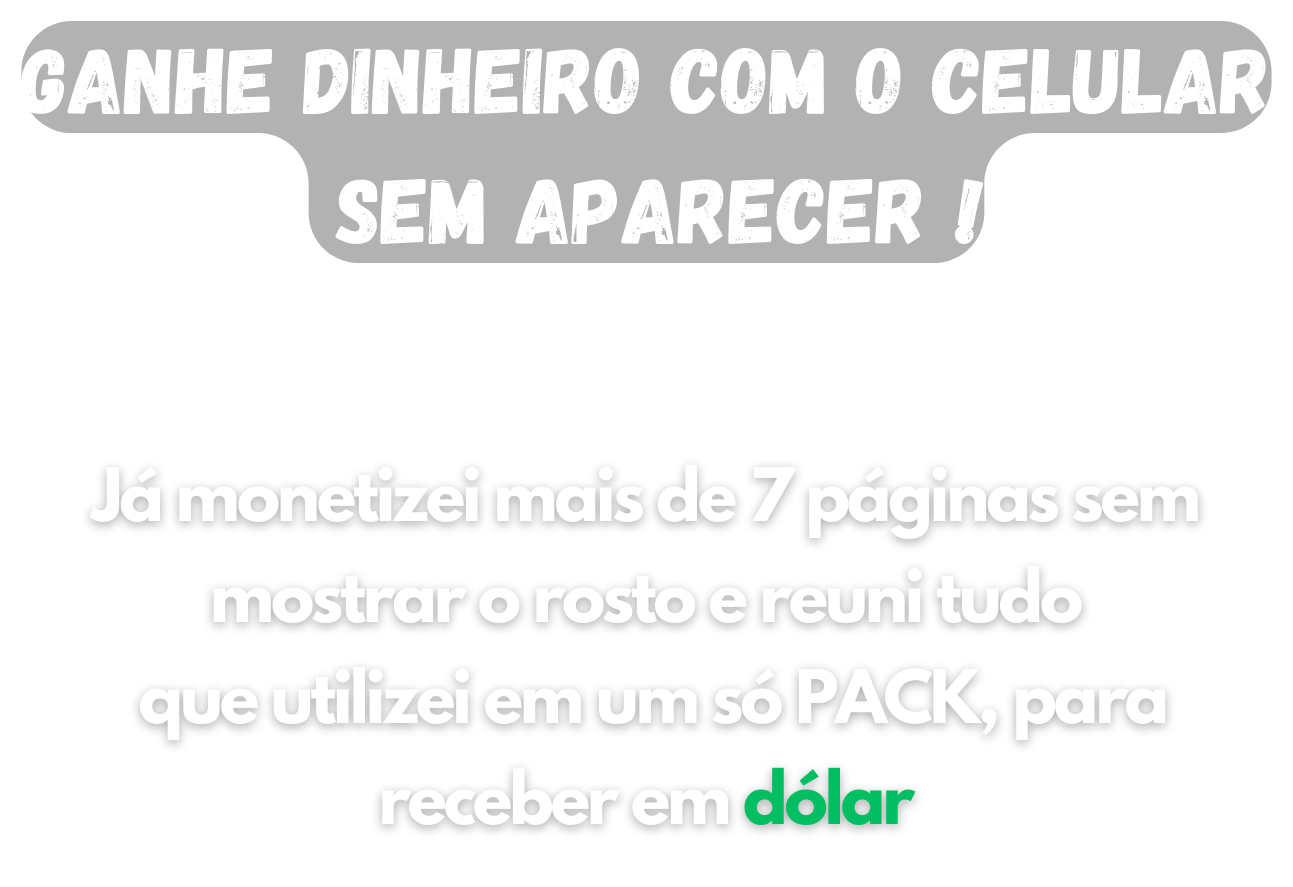 GANHE DINHEIRO COM O CELULAR
SEM APARECER !
Já monetizei mais de 7 páginas sem
mostrar o rosto e reuni tudo
que utilizei em um só PACK, para
receber em dólar